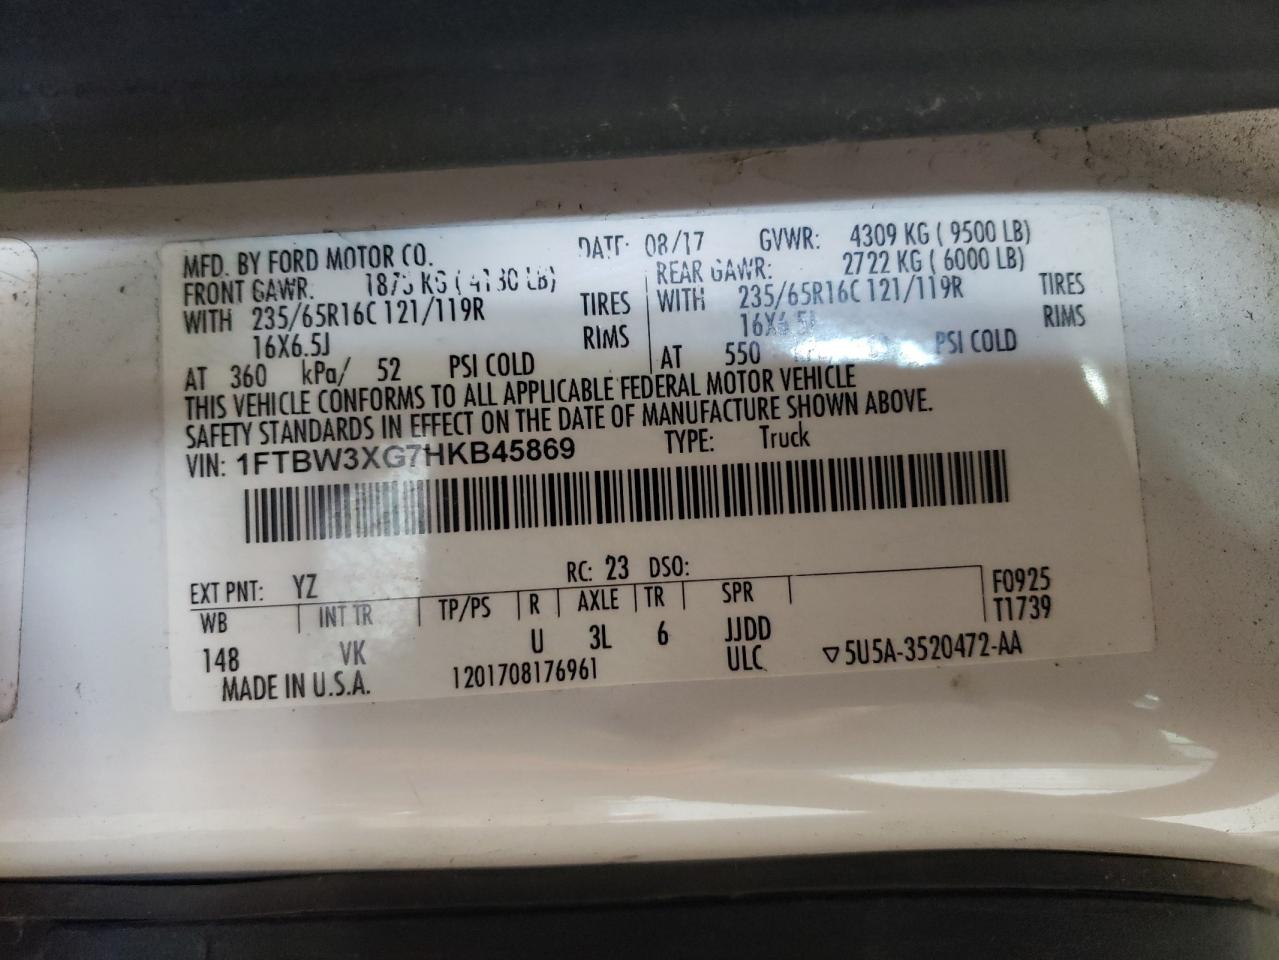 MFD. BY FORD MOTOR CO. DATE: 08/17 GVWR: 4309 KG ( 9500 LB)
FRONT GAWR: KG ( LB) REAR GAWR: 2722 KG ( 6000 LB)
WITH 235/65R16C 121/119R TIRES WITH 235/65R16C 121/119R TIRES
16X6.5J RIMS 16X6.5J RIMS
AT 360 kPa/ 52 PSI COLD AT 550 PSI COLD
THIS VEHICLE CONFORMS TO ALL APPLICABLE FEDERAL MOTOR VEHICLE
SAFETY STANDARDS IN EFFECT ON THE DATE OF MANUFACTURE SHOWN ABOVE.
VIN: 1FTBW3XG7HKB45869 TYPE: Truck
EXT PNT: YZ RC: 23 DSO:
WB INT TR TP/PS R AXLE TR SPR F0925
T1739
148 VK U 3L 6 JJDD
ULC ▽5U5A-3520472-AA
MADE IN U.S.A. 1201708176961